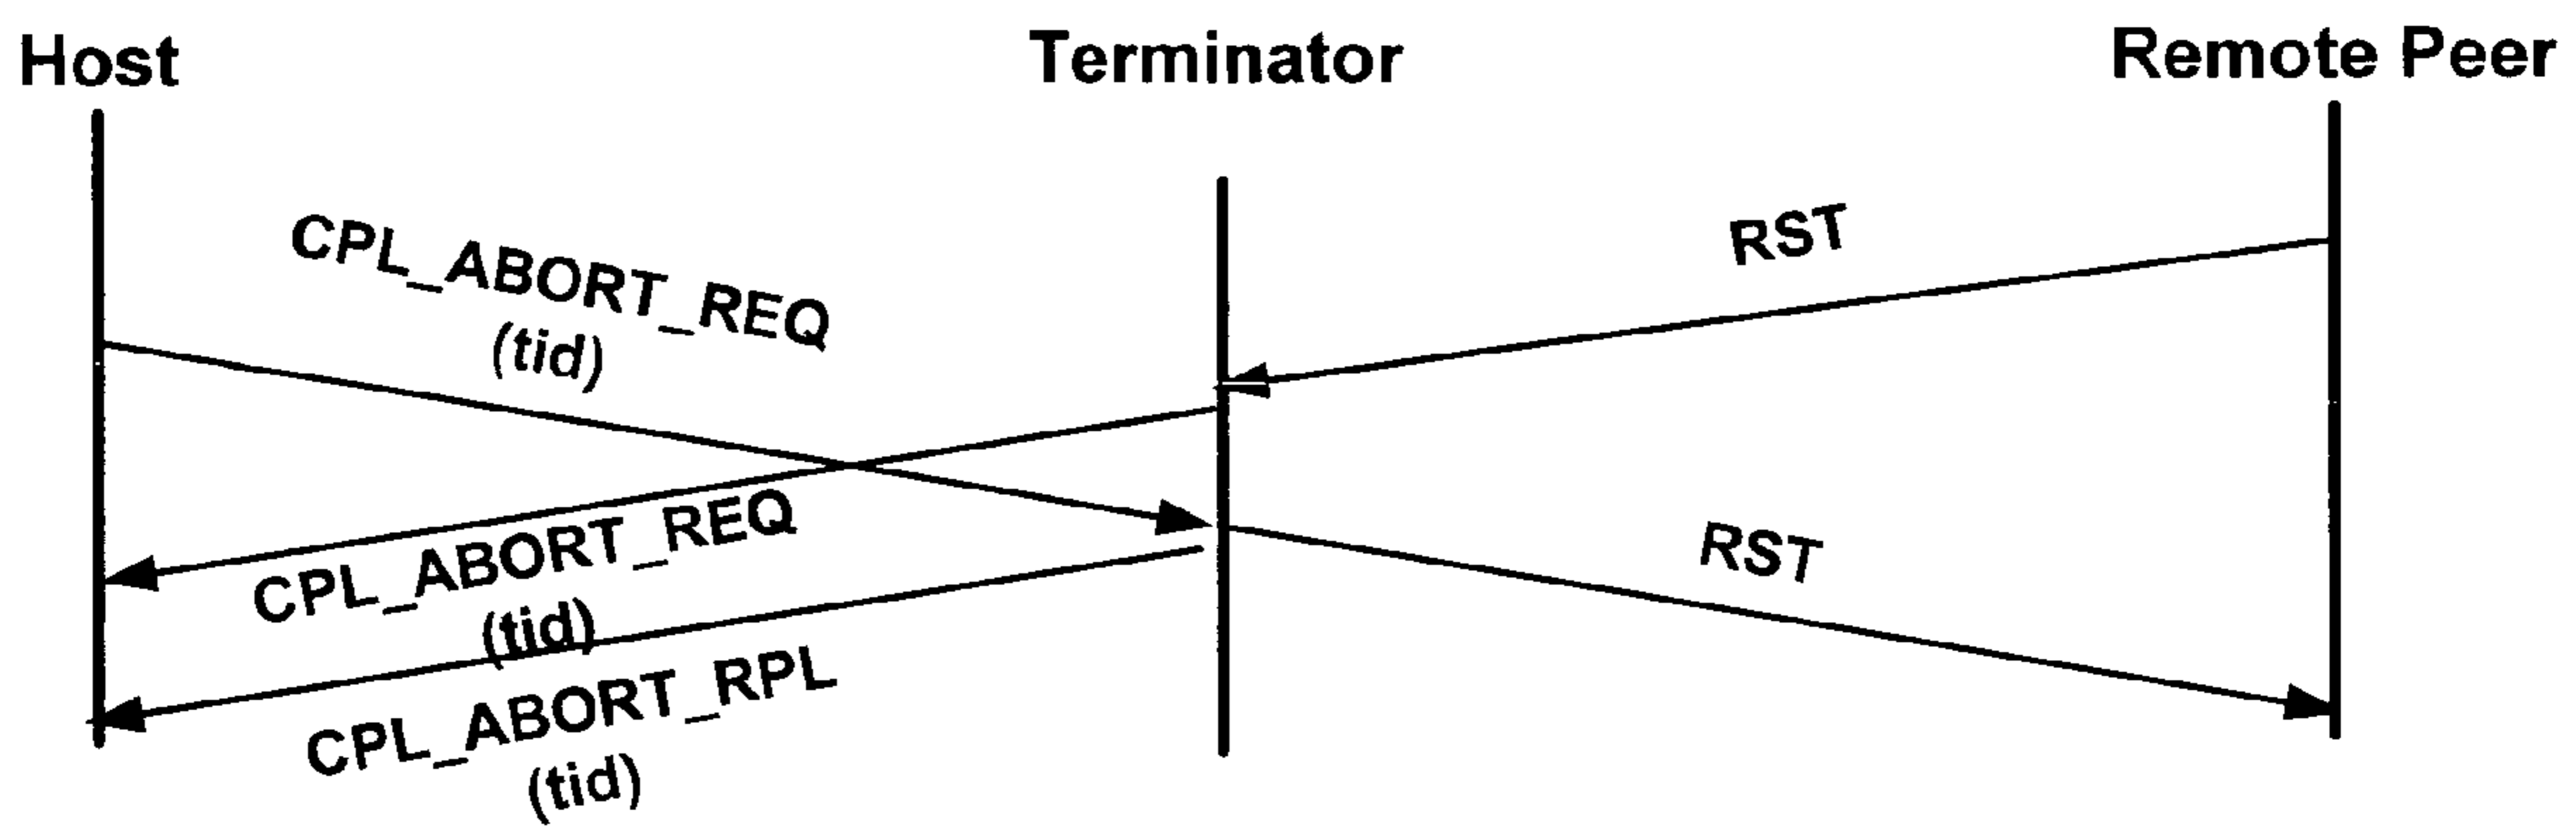 Host
Terminator
Remote Peer
CPL_ABORT_REQ
(tid)
RST
CPL_ABORT_REQ
(tid)
RST
CPL_ABORT_RPL
(tid)